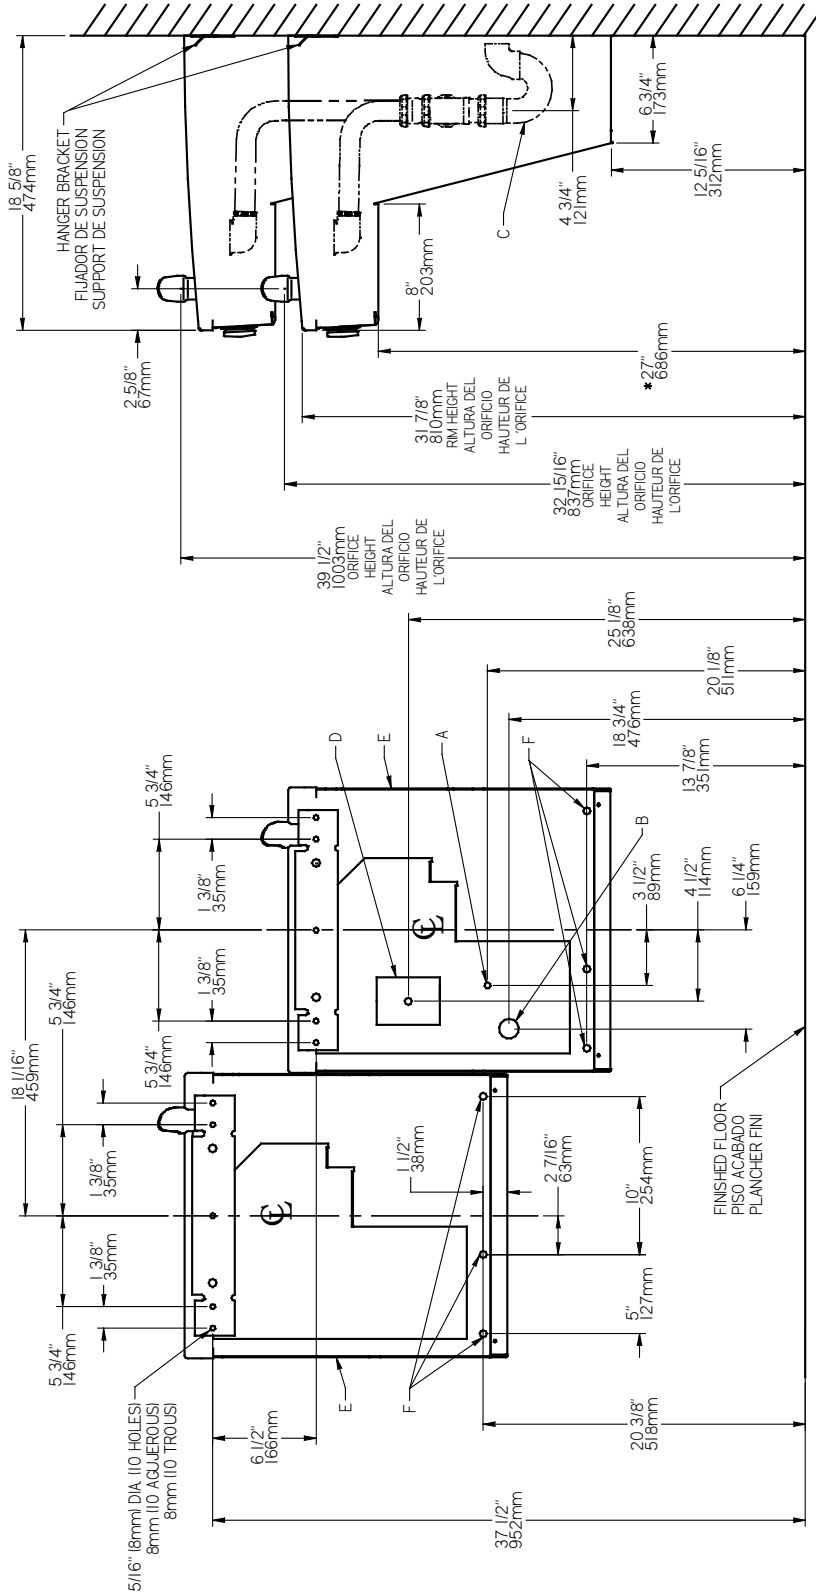 18 5/8"
474mm
HANGER BRACKET
FIJADOR DE SUSPENSION
SUPPORT DE SUSPENSION
2 5/8"
67mm
C
4 3/4"
121mm
6 3/4"
173mm
12 5/16"
312mm
8"
203mm
*27"
686mm
31 7/8"
810mm
RIM HEIGHT
ALTURA DEL
ORIFICIO
HAUTEUR DE
L'ORIFICE
32 15/16"
837mm
ORIFICE
HEIGHT
ALTURA DEL
ORIFICIO
HAUTEUR DE
L'ORIFICE
39 1/2"
1003mm
ORIFICE
HEIGHT
ALTURA DEL
ORIFICIO
HAUTEUR DE
L'ORIFICE
25 1/8"
638mm
20 1/8"
511mm
18 3/4"
476mm
13 7/8"
351mm
D
E
A
F
B
5 3/4"
146mm
1 3/8"
35mm
1 3/8"
35mm
5 3/4"
146mm
CL
3 1/2"
89mm
4 1/2"
114mm
6 1/4"
159mm
18 1/16"
459mm
5 3/4"
146mm
1 3/8"
35mm
1 3/8"
35mm
5 3/4"
146mm
CL
1 1/2"
38mm
2 7/16"
63mm
10"
254mm
5"
127mm
FINISHED FLOOR
PISO ACABADO
PLANCHER FINI
E
F
5/16" (8mm) DIA. (10 HOLES)
8mm (10 AGUJEROUS)
8mm (10 TROUS)
6 1/2"
166mm
20 3/8"
518mm
37 1/2"
952mm